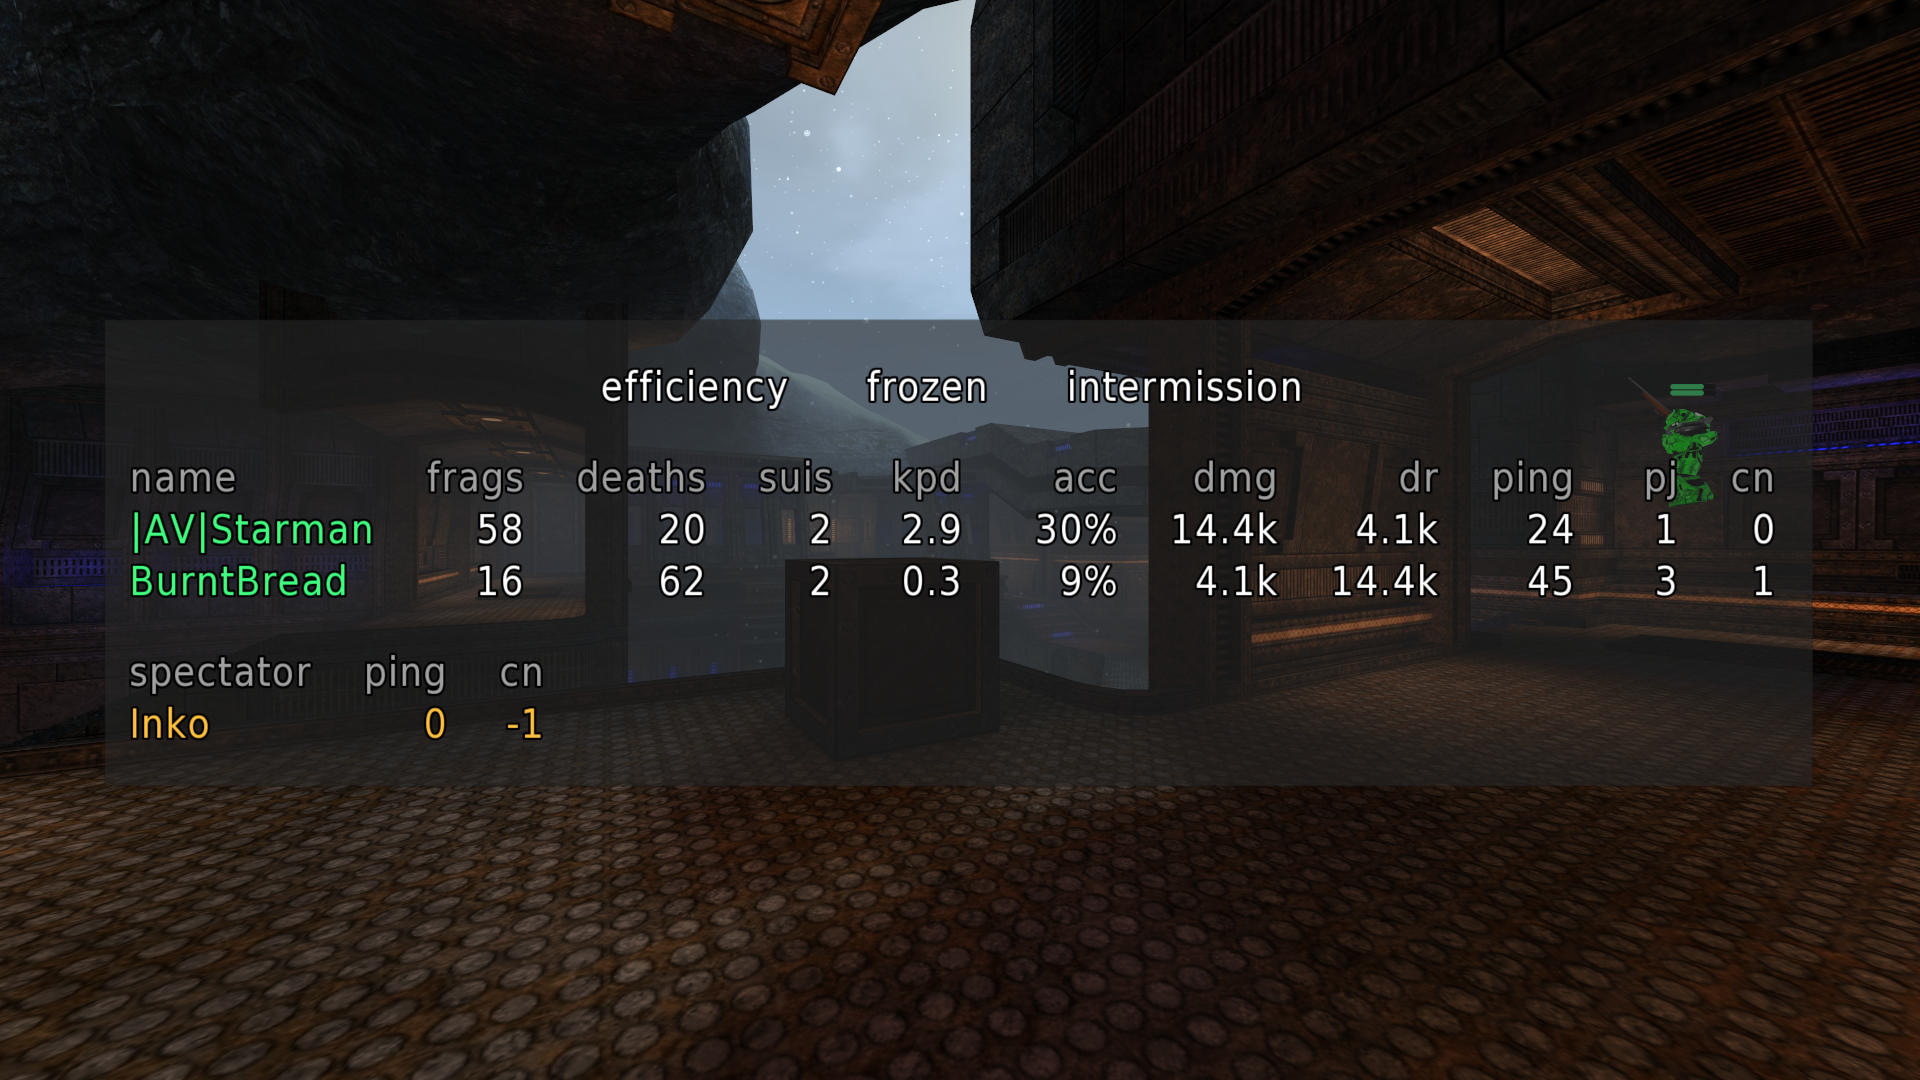 efficiency frozen intermission
name frags deaths suis kpd acc dmg dr ping pj cn
|AV|Starman 58 20 2 2.9 30% 14.4k 4.1k 24 1 0
BurntBread 16 62 2 0.3 9% 4.1k 14.4k 45 3 1
spectator ping cn
Inko 0 -1